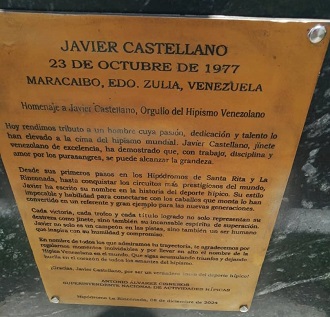 JAVIER CASTELLANO
23 DE OCTUBRE DE 1977
MARACAIBO, EDO. ZULIA, VENEZUELA
Homenaje a Javier Castellano, Orgullo del Hipismo Venezolano
Hoy rendimos tributo a un hombre cuya pasión, dedicación y talento lo
han elevado a la cima del hipismo mundial. Javier Castellano, jinete
venezolano de excelencia, ha demostrado que, con trabajo, disciplina y
amor por los purasangres, se puede alcanzar la grandeza.
Desde sus primeros pasos en los Hipódromos de Santa Rita y La
Rinconada, hasta conquistar los circuitos más prestigiosos del mundo,
Javier ha escrito su nombre en la historia del deporte hípico. Su estilo
impecable y habilidad para conectarse con los caballos que monta lo han
convertido en un referente y gran ejemplo para las nuevas generaciones.
Cada victoria, cada trofeo y cada título logrado no solo representan su
destreza como jinete, sino también su incansable espíritu de superación.
Javier no solo es un campeón en las pistas, sino también un ser humano
que inspira con su humildad y compromiso.
En nombre de todos los que admiramos tu trayectoria, te agradecemos por
regalarnos momentos inolvidables y por llevar en alto el nombre de la
Hípica Venezolana en el mundo. Que sigas acumulando triunfos y dejando
huella en el corazón de todos los amantes del hipismo.
¡Gracias, Javier Castellano, por ser un verdadero ícono del deporte hípico!
ANTONIO ALVAREZ
SUPERINTENDENTE NACIONAL DE ACTIVIDADES HÍPICAS
Hipódromo La Rinconada, 08 de diciembre de 2024